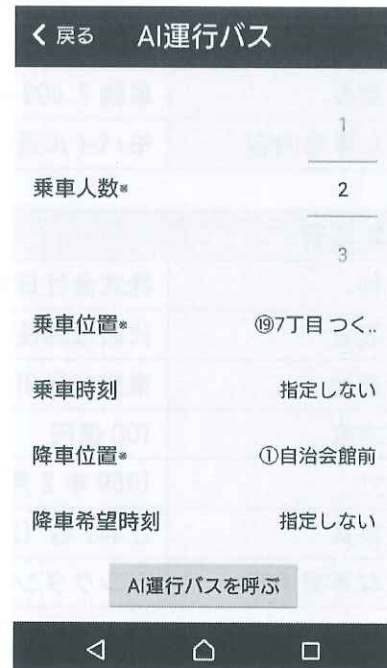 く 戻る AI運行バス
1
乗車人数※ 2
3
乗車位置※ ⑲7丁目 つく..
乗車時刻 指定しない
降車位置※ ①自治会館前
降車希望時刻 指定しない
AI運行バスを呼ぶ